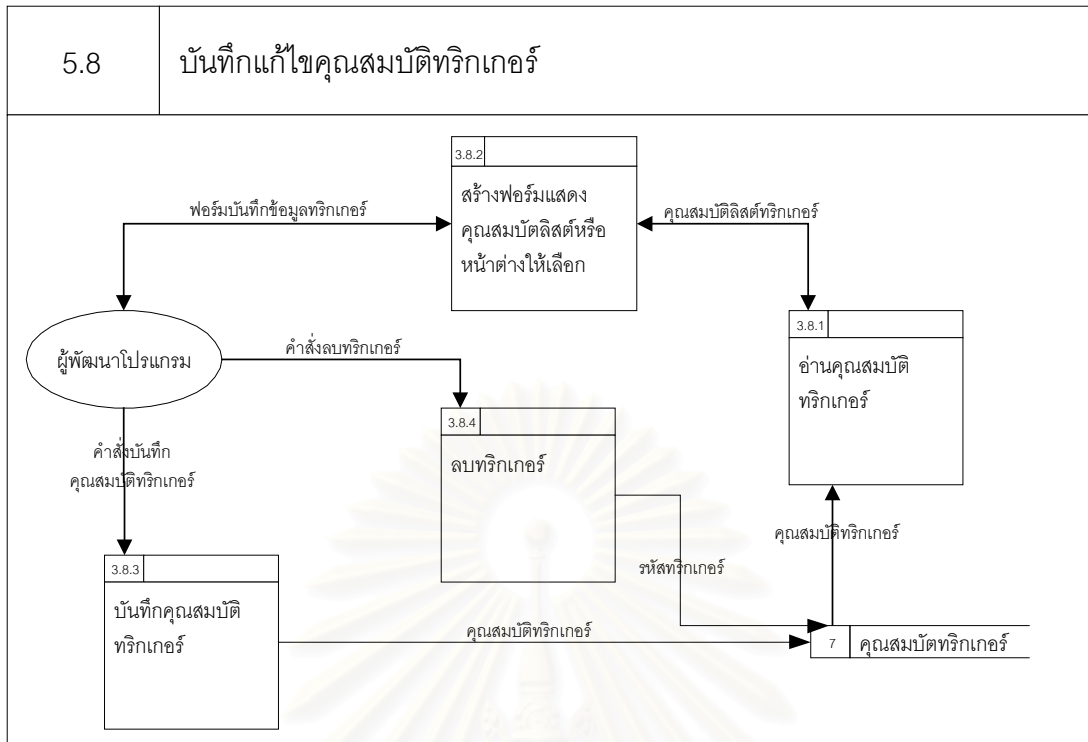 5.8
บันทึกแก้ไขคุณสมบัติทริกเกอร์
3.8.2
สร้างฟอร์มแสดง
คุณสมบัตลิสต์หรือ
หน้าต่างให้เลือก
ฟอร์มบันทึกข้อมูลทริกเกอร์
คุณสมบัติลิสต์ทริกเกอร์
3.8.1
อ่านคุณสมบัติ
ทริกเกอร์
ผู้พัฒนาโปรแกรม
คำสั่งลบทริกเกอร์
3.8.4
ลบทริกเกอร์
คำสั่งบันทึก
คุณสมบัติทริกเกอร์
คุณสมบัติทริกเกอร์
3.8.3
บันทึกคุณสมบัติ
ทริกเกอร์
รหัสทริกเกอร์
คุณสมบัติทริกเกอร์
7
คุณสมบัตทริกเกอร์